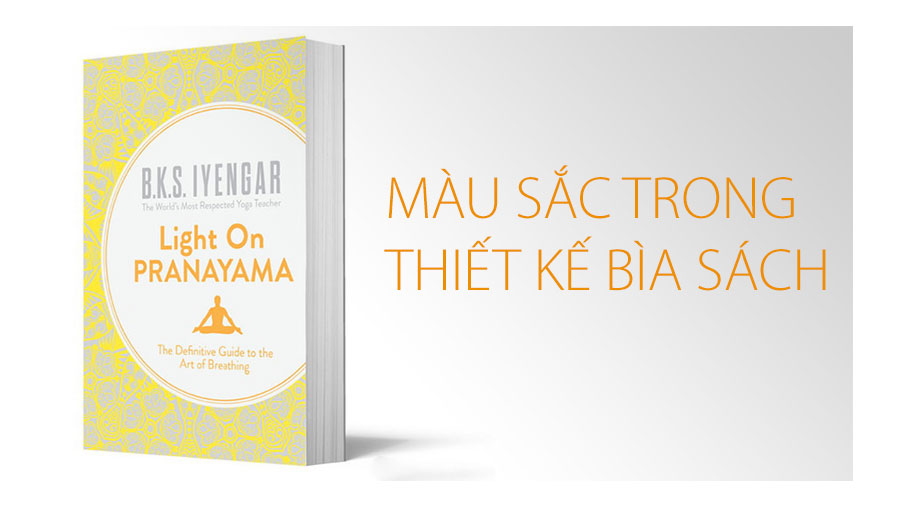 B.K.S. IYENGAR
The World's Most Respected Yoga Teacher
Light On
PRANAYAMA
The Definitive Guide to the
Art of Breathing
MÀU SẮC TRONG
THIẾT KẾ BÌA SÁCH